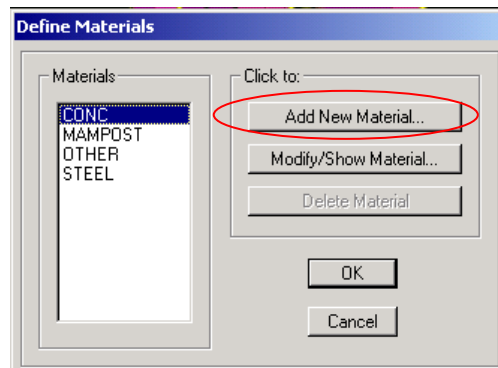 Define Materials
Materials
CONC
MAMPOST
OTHER
STEEL
Click to:
Add New Material...
Modify/Show Material...
Delete Material
OK
Cancel